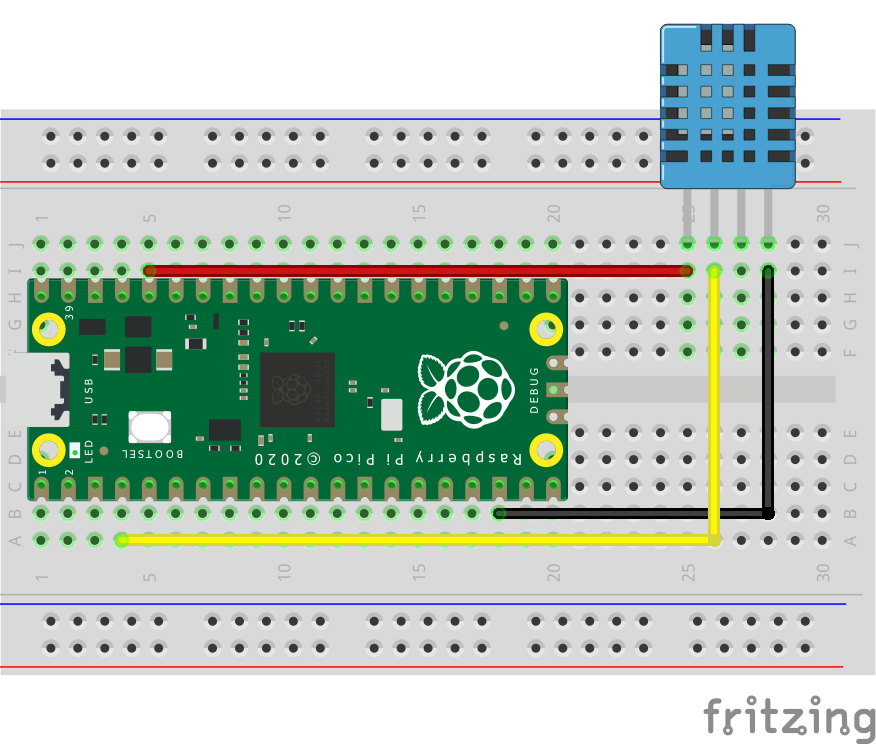 1 5 10 15 20 25 30
J J
I I
H H
G G
F
39
USB
DEBUG
E E
D D
C C
B B
A A
LED
BOOTSEL
Raspberry Pi Pico ©2020
1 2
1 5 10 15 20 25 30
fritzing